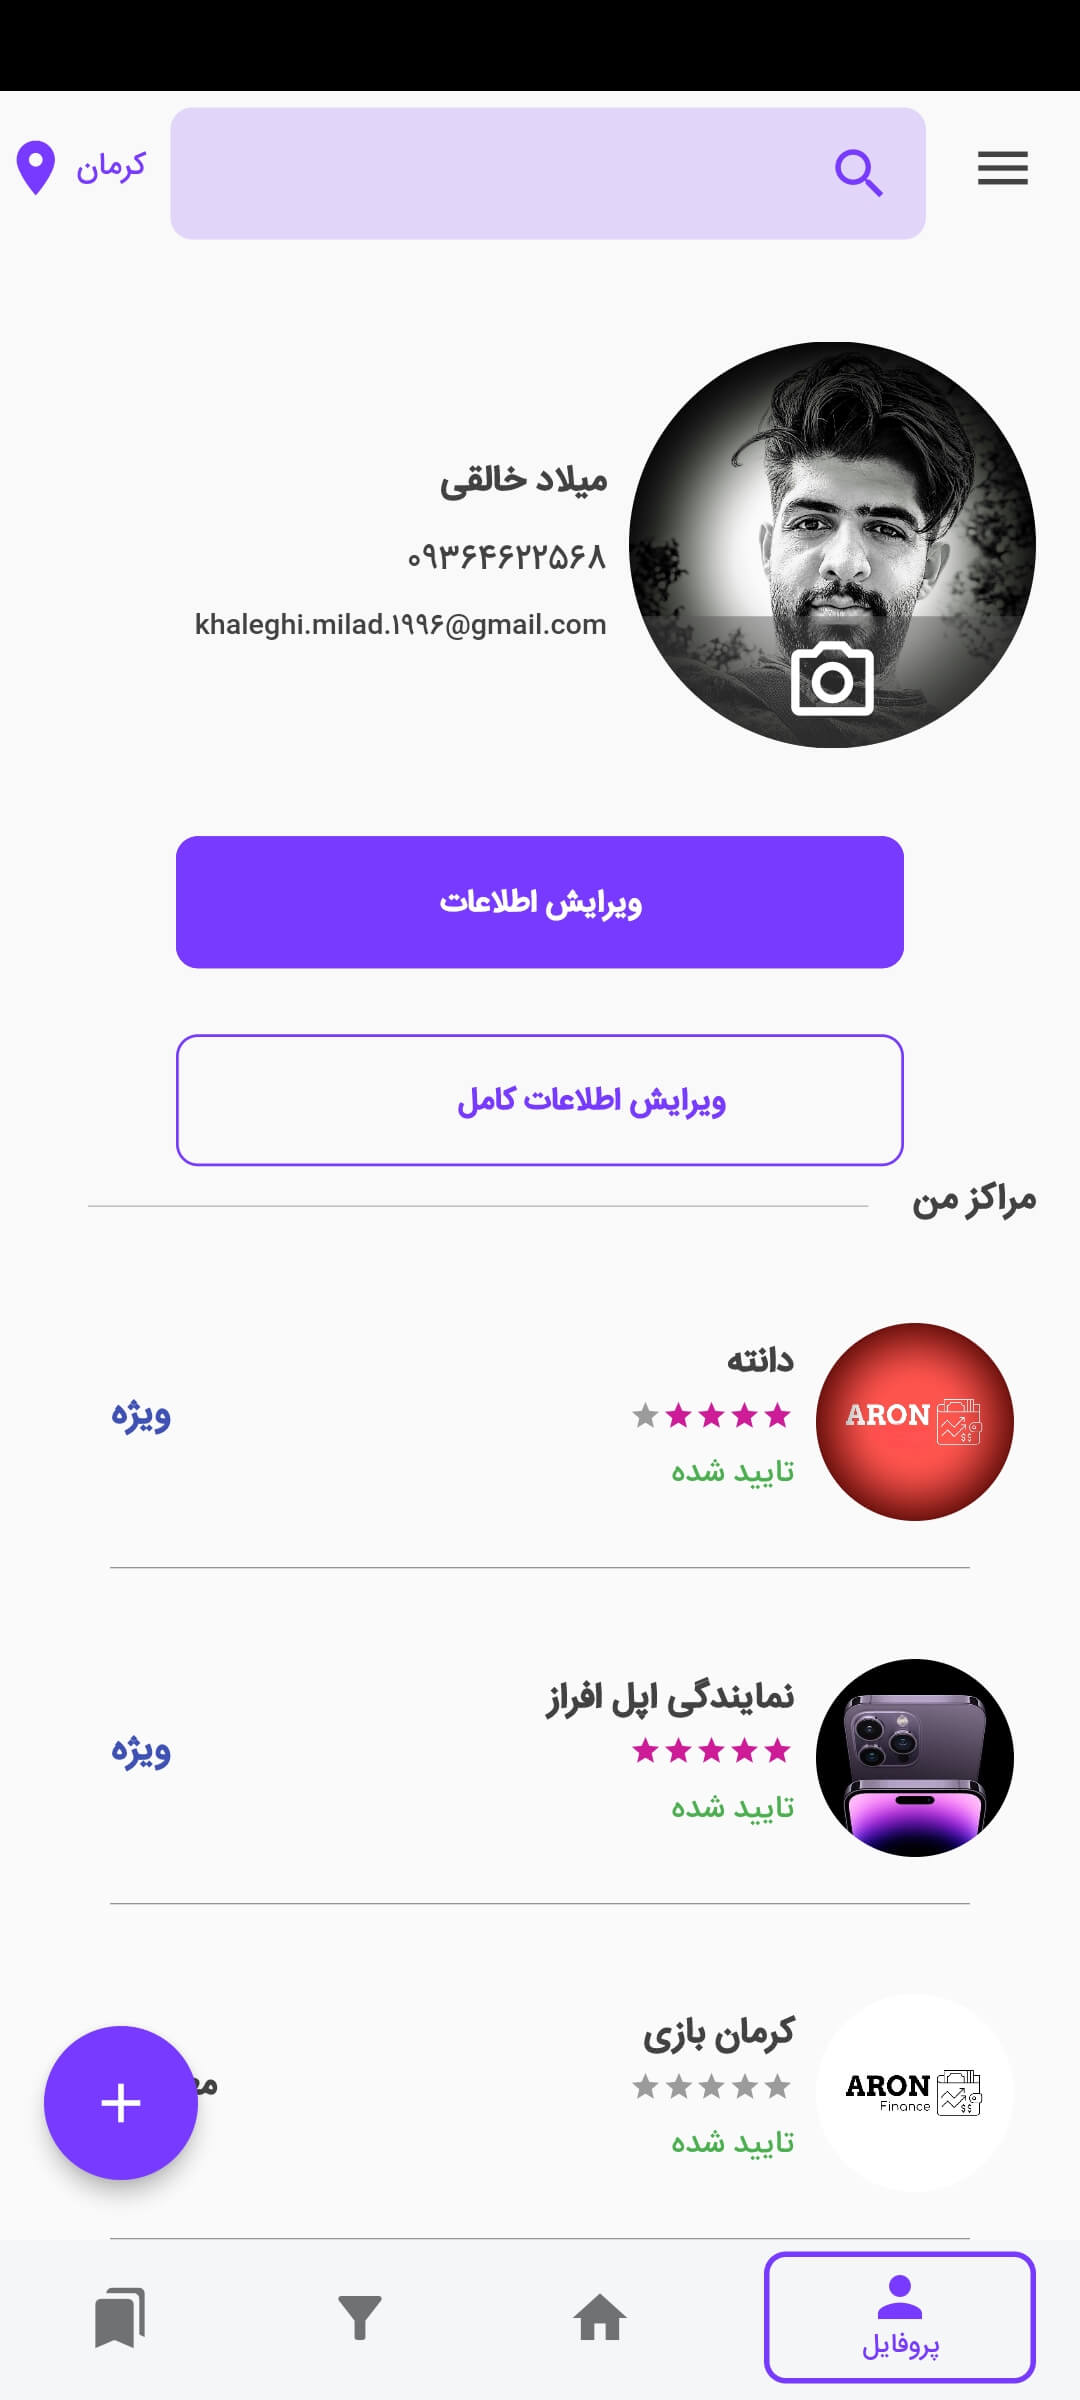 کرمان
میلاد خالقی
۰۹۳۶۴۶۲۲۵۶۸
khaleghi.milad.۱۹۹۶@gmail.com
ویرایش اطلاعات
ویرایش اطلاعات کامل
مراکز من
دانته
ARON
ویژه
تایید شده
نمایندگی اپل افراز
ویژه
تایید شده
کرمان بازی
ARON
Finance
تایید شده
پروفایل